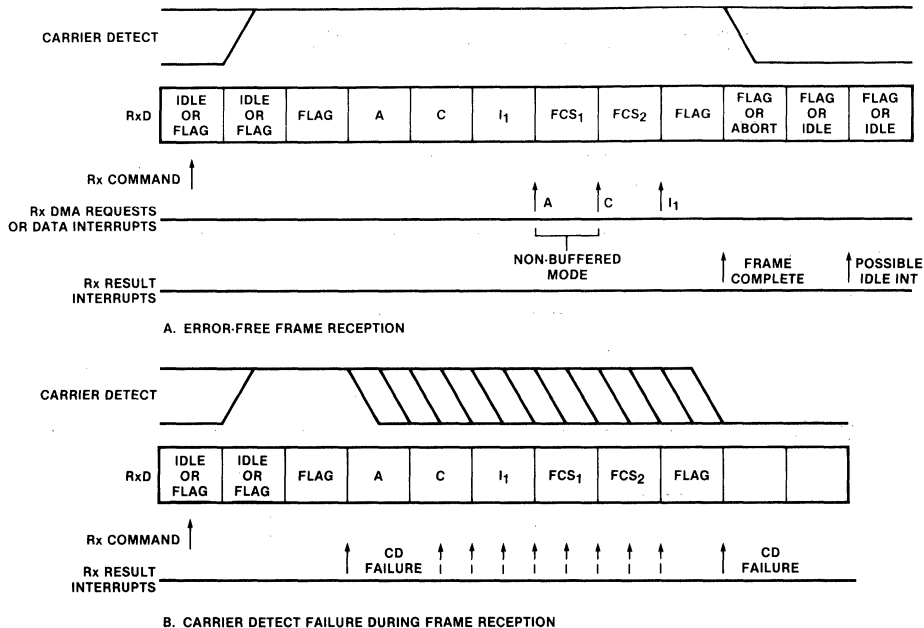 CARRIER DETECT
RxD
IDLE OR FLAG
IDLE OR FLAG
FLAG
A
C
I1
FCS1
FCS2
FLAG
FLAG OR ABORT
FLAG OR IDLE
FLAG OR IDLE
Rx COMMAND
Rx DMA REQUESTS
OR DATA INTERRUPTS
A
C
I1
NON-BUFFERED
MODE
Rx RESULT
INTERRUPTS
FRAME
COMPLETE
POSSIBLE
IDLE INT
A. ERROR-FREE FRAME RECEPTION
CARRIER DETECT
RxD
IDLE OR FLAG
IDLE OR FLAG
FLAG
A
C
I1
FCS1
FCS2
FLAG
Rx COMMAND
Rx RESULT
INTERRUPTS
CD
FAILURE
CD
FAILURE
B. CARRIER DETECT FAILURE DURING FRAME RECEPTION